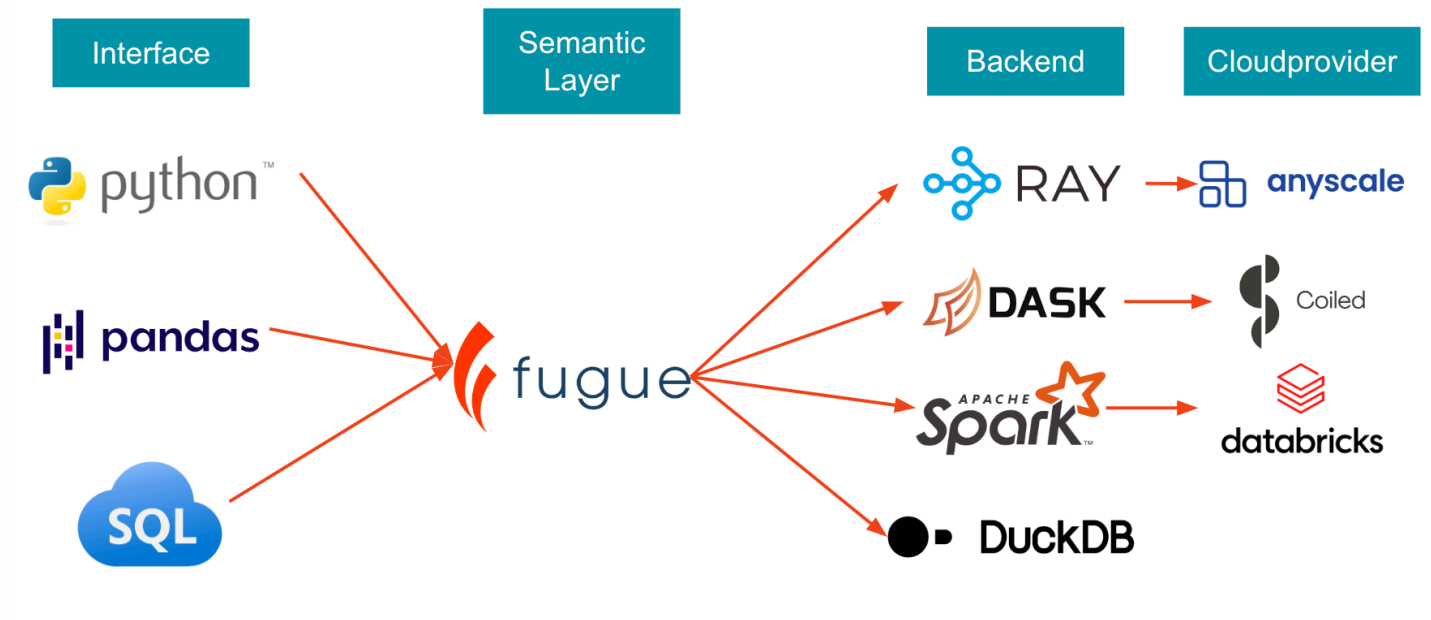 Interface
Semantic
Layer
Backend
Cloudprovider
python™
RAY
anyscale
DASK
Coiled
pandas
fugue
APACHE
Spark™
databricks
SQL
DuckDB